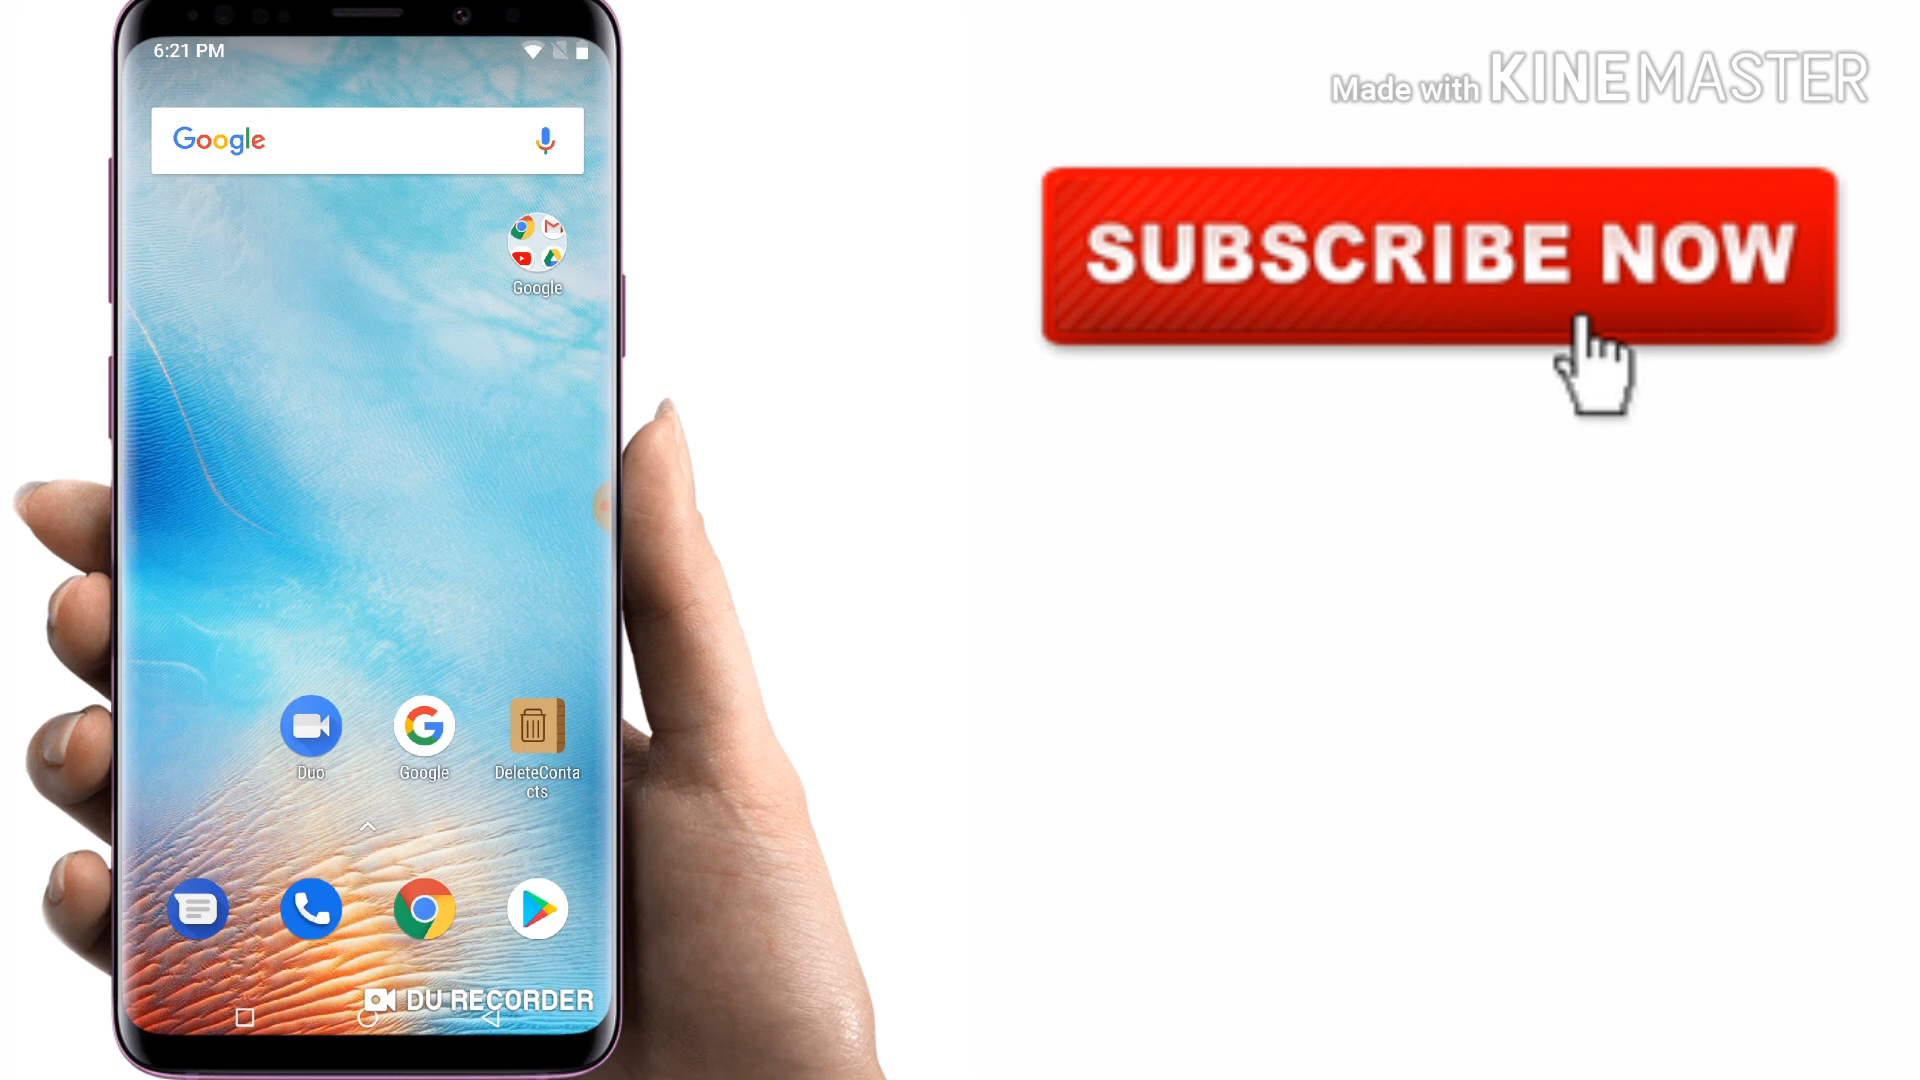 6:21 PM
Made with KINEMASTER
Google
SUBSCRIBE NOW
Google
Duo
Google
DeleteConta
cts
DU RECORDER